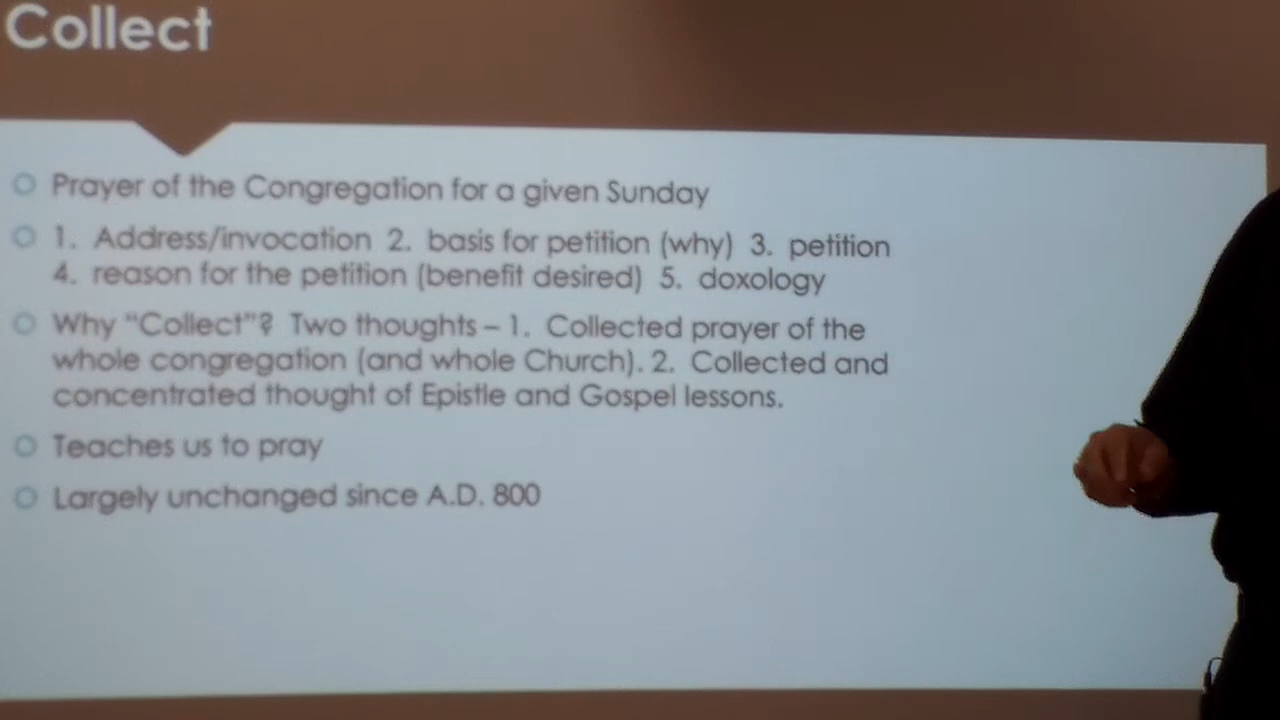 Collect
Prayer of the Congregation for a given Sunday
1. Address/invocation 2. basis for petition (why) 3. petition
4. reason for the petition (benefit desired) 5. doxology
Why “Collect”? Two thoughts – 1. Collected prayer of the
whole congregation (and whole Church). 2. Collected and
concentrated thought of Epistle and Gospel lessons.
Teaches us to pray
Largely unchanged since A.D. 800